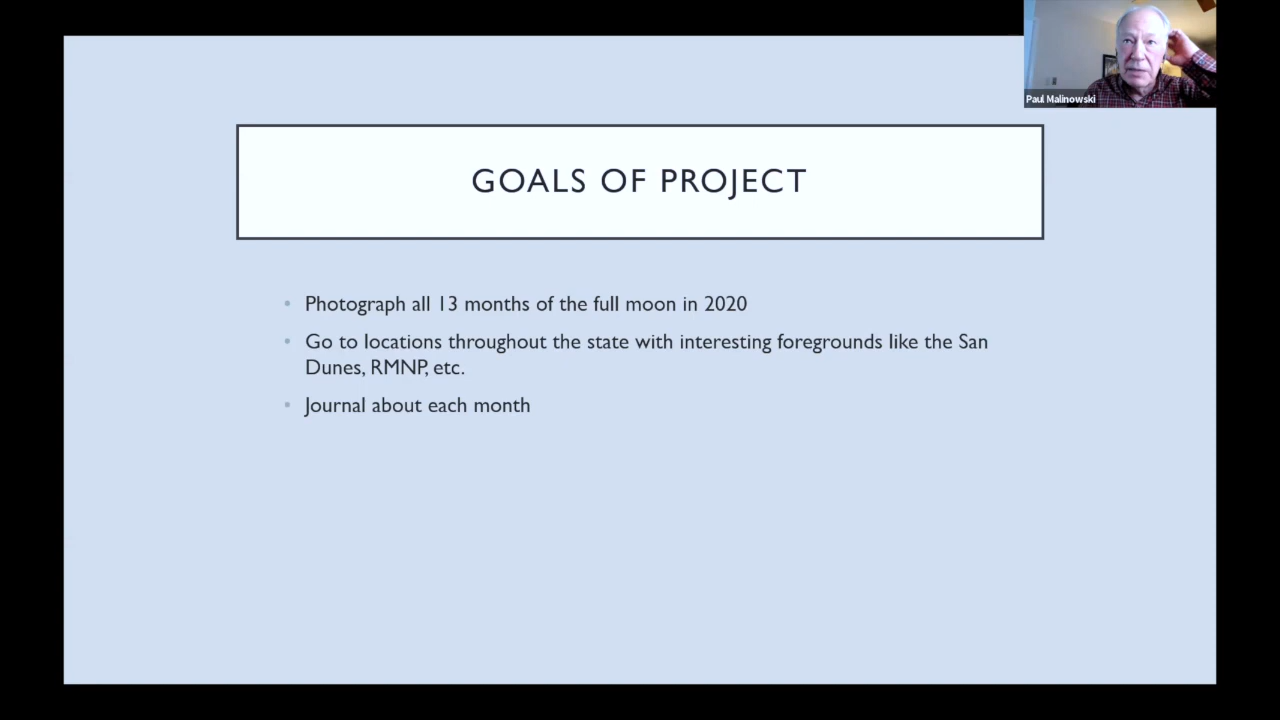 Paul Malinowski
GOALS OF PROJECT
• Photograph all 13 months of the full moon in 2020
• Go to locations throughout the state with interesting foregrounds like the San
Dunes, RMNP, etc.
• Journal about each month